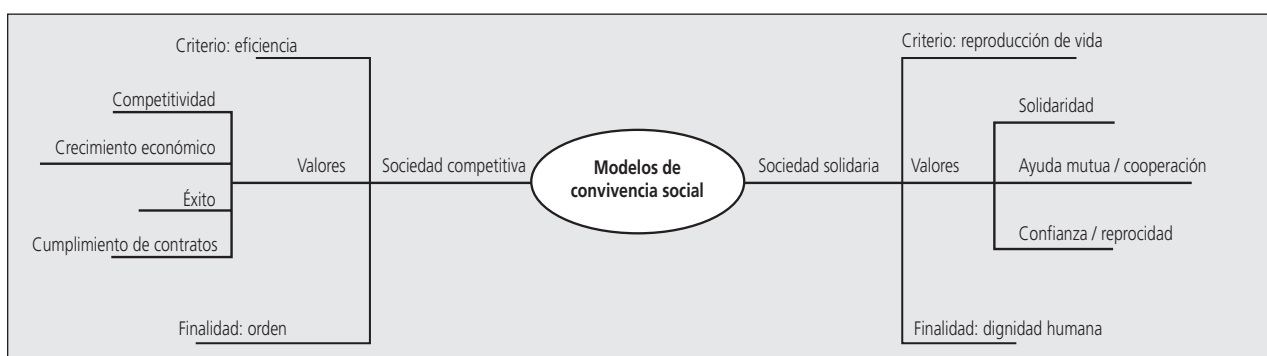 Criterio: eficiencia
Competitividad
Crecimiento económico
Éxito
Cumplimiento de contratos
Valores
Sociedad competitiva
Finalidad: orden
Modelos de
convivencia social
Sociedad solidaria
Criterio: reproducción de vida
Valores
Solidaridad
Ayuda mutua / cooperación
Confianza / reprocidad
Finalidad: dignidad humana